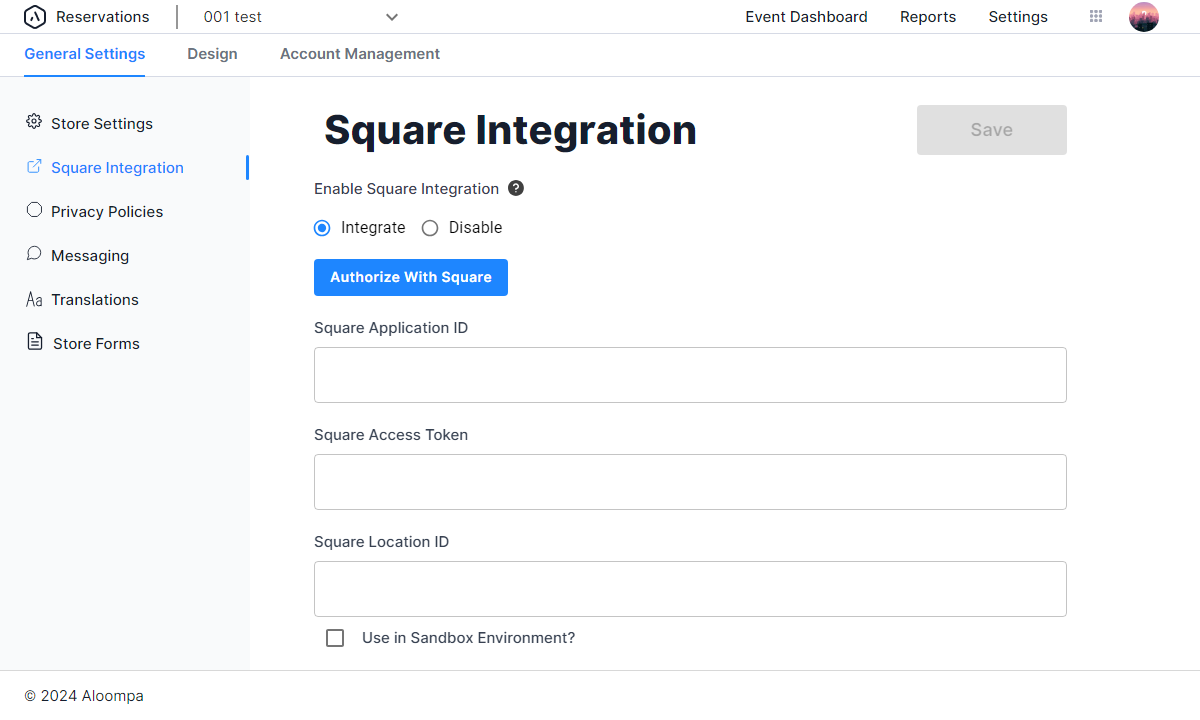 Reservations 001 test Event Dashboard Reports Settings
General Settings Design Account Management
Store Settings
Square Integration
Privacy Policies
Messaging
Translations
Store Forms
Square Integration
Save
Enable Square Integration ?
Integrate Disable
Authorize With Square
Square Application ID
Square Access Token
Square Location ID
Use in Sandbox Environment?
© 2024 Aloompa